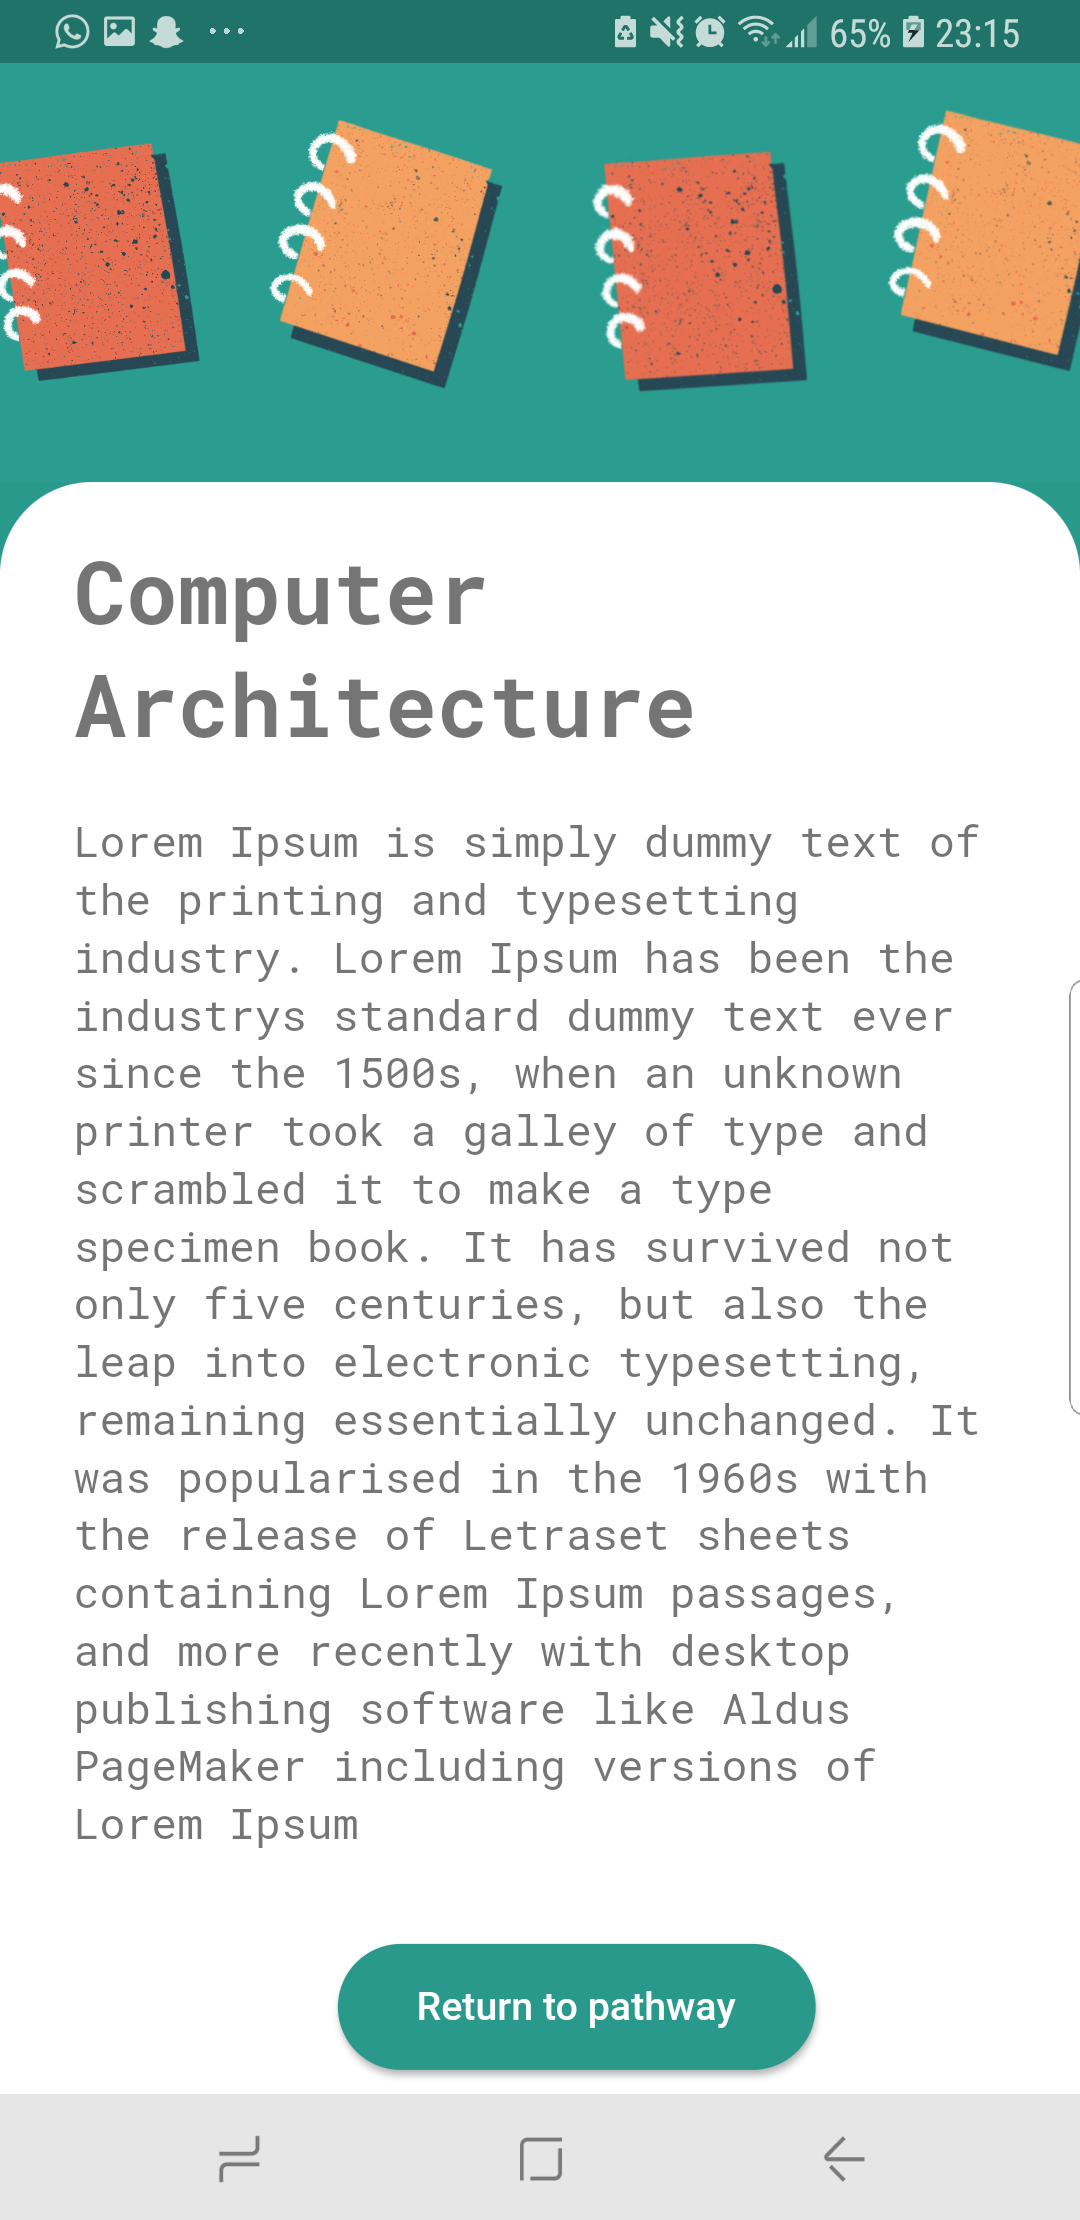 65% 23:15
Computer
Architecture
Lorem Ipsum is simply dummy text of
the printing and typesetting
industry. Lorem Ipsum has been the
industrys standard dummy text ever
since the 1500s, when an unknown
printer took a galley of type and
scrambled it to make a type
specimen book. It has survived not
only five centuries, but also the
leap into electronic typesetting,
remaining essentially unchanged. It
was popularised in the 1960s with
the release of Letraset sheets
containing Lorem Ipsum passages,
and more recently with desktop
publishing software like Aldus
PageMaker including versions of
Lorem Ipsum
Return to pathway